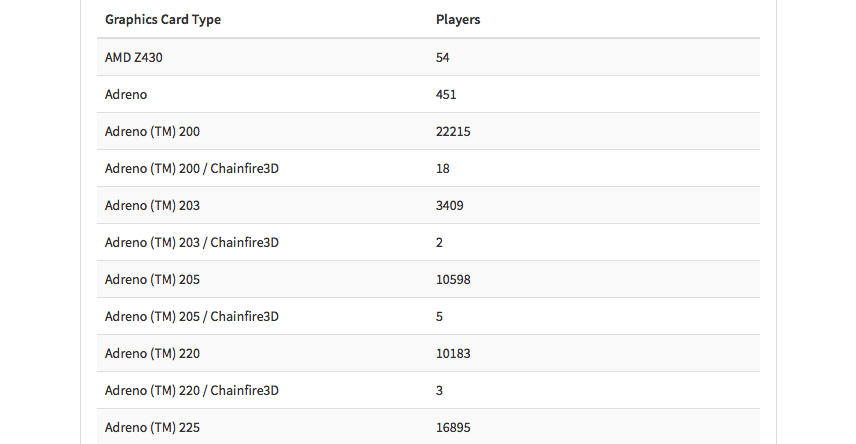 Graphics Card Type Players
AMD Z430 54
Adreno 451
Adreno (TM) 200 22215
Adreno (TM) 200 / Chainfire3D 18
Adreno (TM) 203 3409
Adreno (TM) 203 / Chainfire3D 2
Adreno (TM) 205 10598
Adreno (TM) 205 / Chainfire3D 5
Adreno (TM) 220 10183
Adreno (TM) 220 / Chainfire3D 3
Adreno (TM) 225 16895